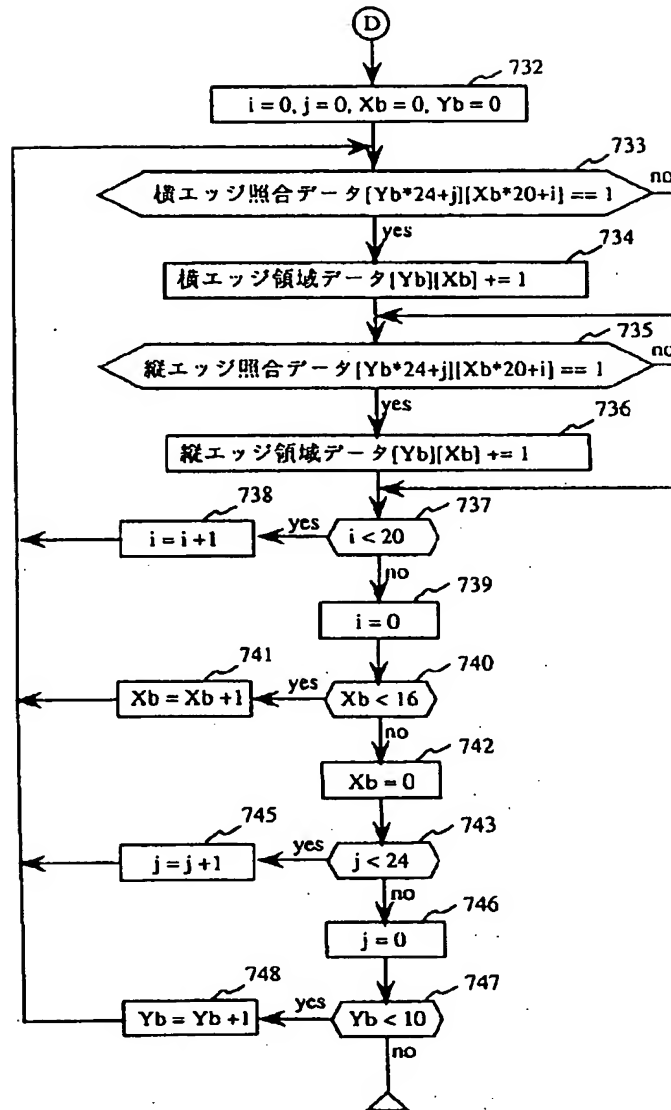 D
732
i = 0, j = 0, Xb = 0, Yb = 0
733
横エッジ照合データ[Yb*24+j][Xb*20+i] == 1
no
yes
734
横エッジ領域データ[Yb][Xb] += 1
735
縦エッジ照合データ[Yb*24+j][Xb*20+i] == 1
no
yes
736
縦エッジ領域データ[Yb][Xb] += 1
738
737
i = i+1
yes
i < 20
no
739
i = 0
741
740
Xb = Xb +1
yes
Xb < 16
no
742
Xb = 0
745
743
j = j+1
yes
j < 24
no
746
j = 0
748
747
Yb = Yb +1
yes
Yb < 10
no